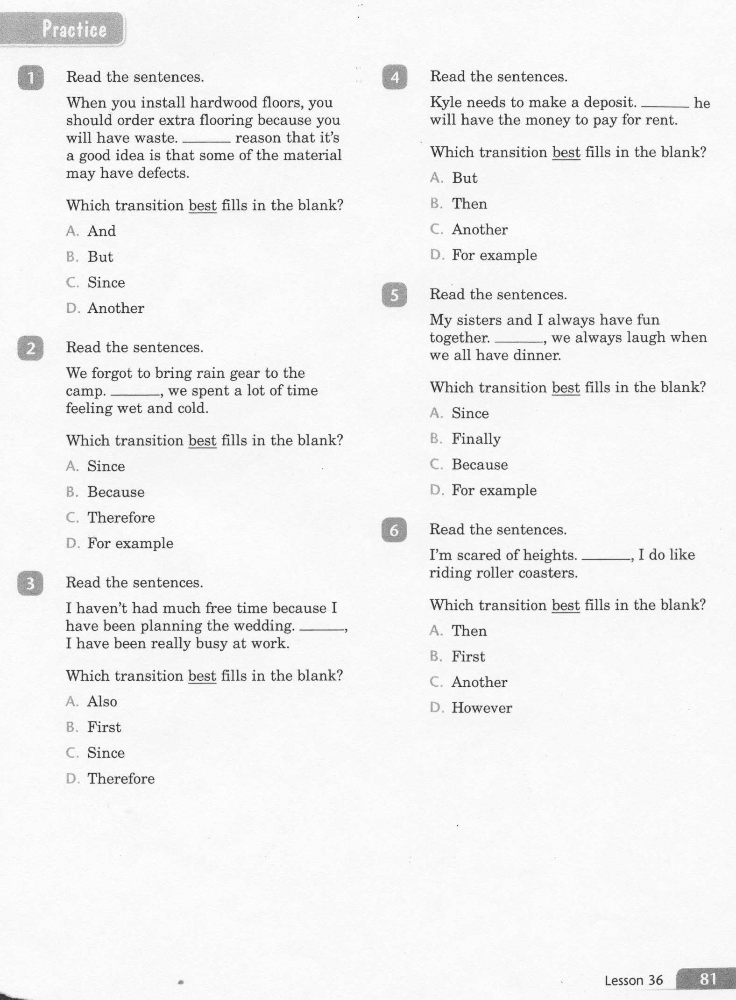 Practice
1
Read the sentences.
When you install hardwood floors, you
should order extra flooring because you
will have waste. ______ reason that it's
a good idea is that some of the material
may have defects.
Which transition best fills in the blank?
A. And
B. But
C. Since
D. Another
2
Read the sentences.
We forgot to bring rain gear to the
camp. ______, we spent a lot of time
feeling wet and cold.
Which transition best fills in the blank?
A. Since
B. Because
C. Therefore
D. For example
3
Read the sentences.
I haven't had much free time because I
have been planning the wedding. ______,
I have been really busy at work.
Which transition best fills in the blank?
A. Also
B. First
C. Since
D. Therefore
4
Read the sentences.
Kyle needs to make a deposit. ______ he
will have the money to pay for rent.
Which transition best fills in the blank?
A. But
B. Then
C. Another
D. For example
5
Read the sentences.
My sisters and I always have fun
together. ______, we always laugh when
we all have dinner.
Which transition best fills in the blank?
A. Since
B. Finally
C. Because
D. For example
6
Read the sentences.
I'm scared of heights. ______, I do like
riding roller coasters.
Which transition best fills in the blank?
A. Then
B. First
C. Another
D. However
Lesson 36 81